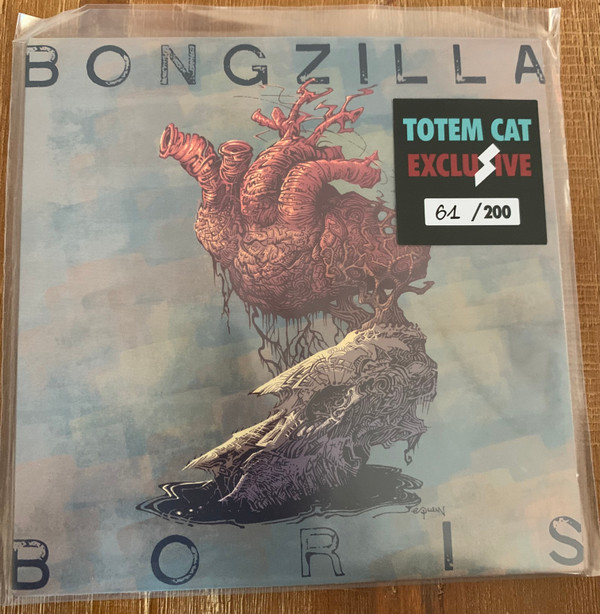 BONGZILLA
TOTEM CAT
EXCLUSIVE
61 /200
BORIS